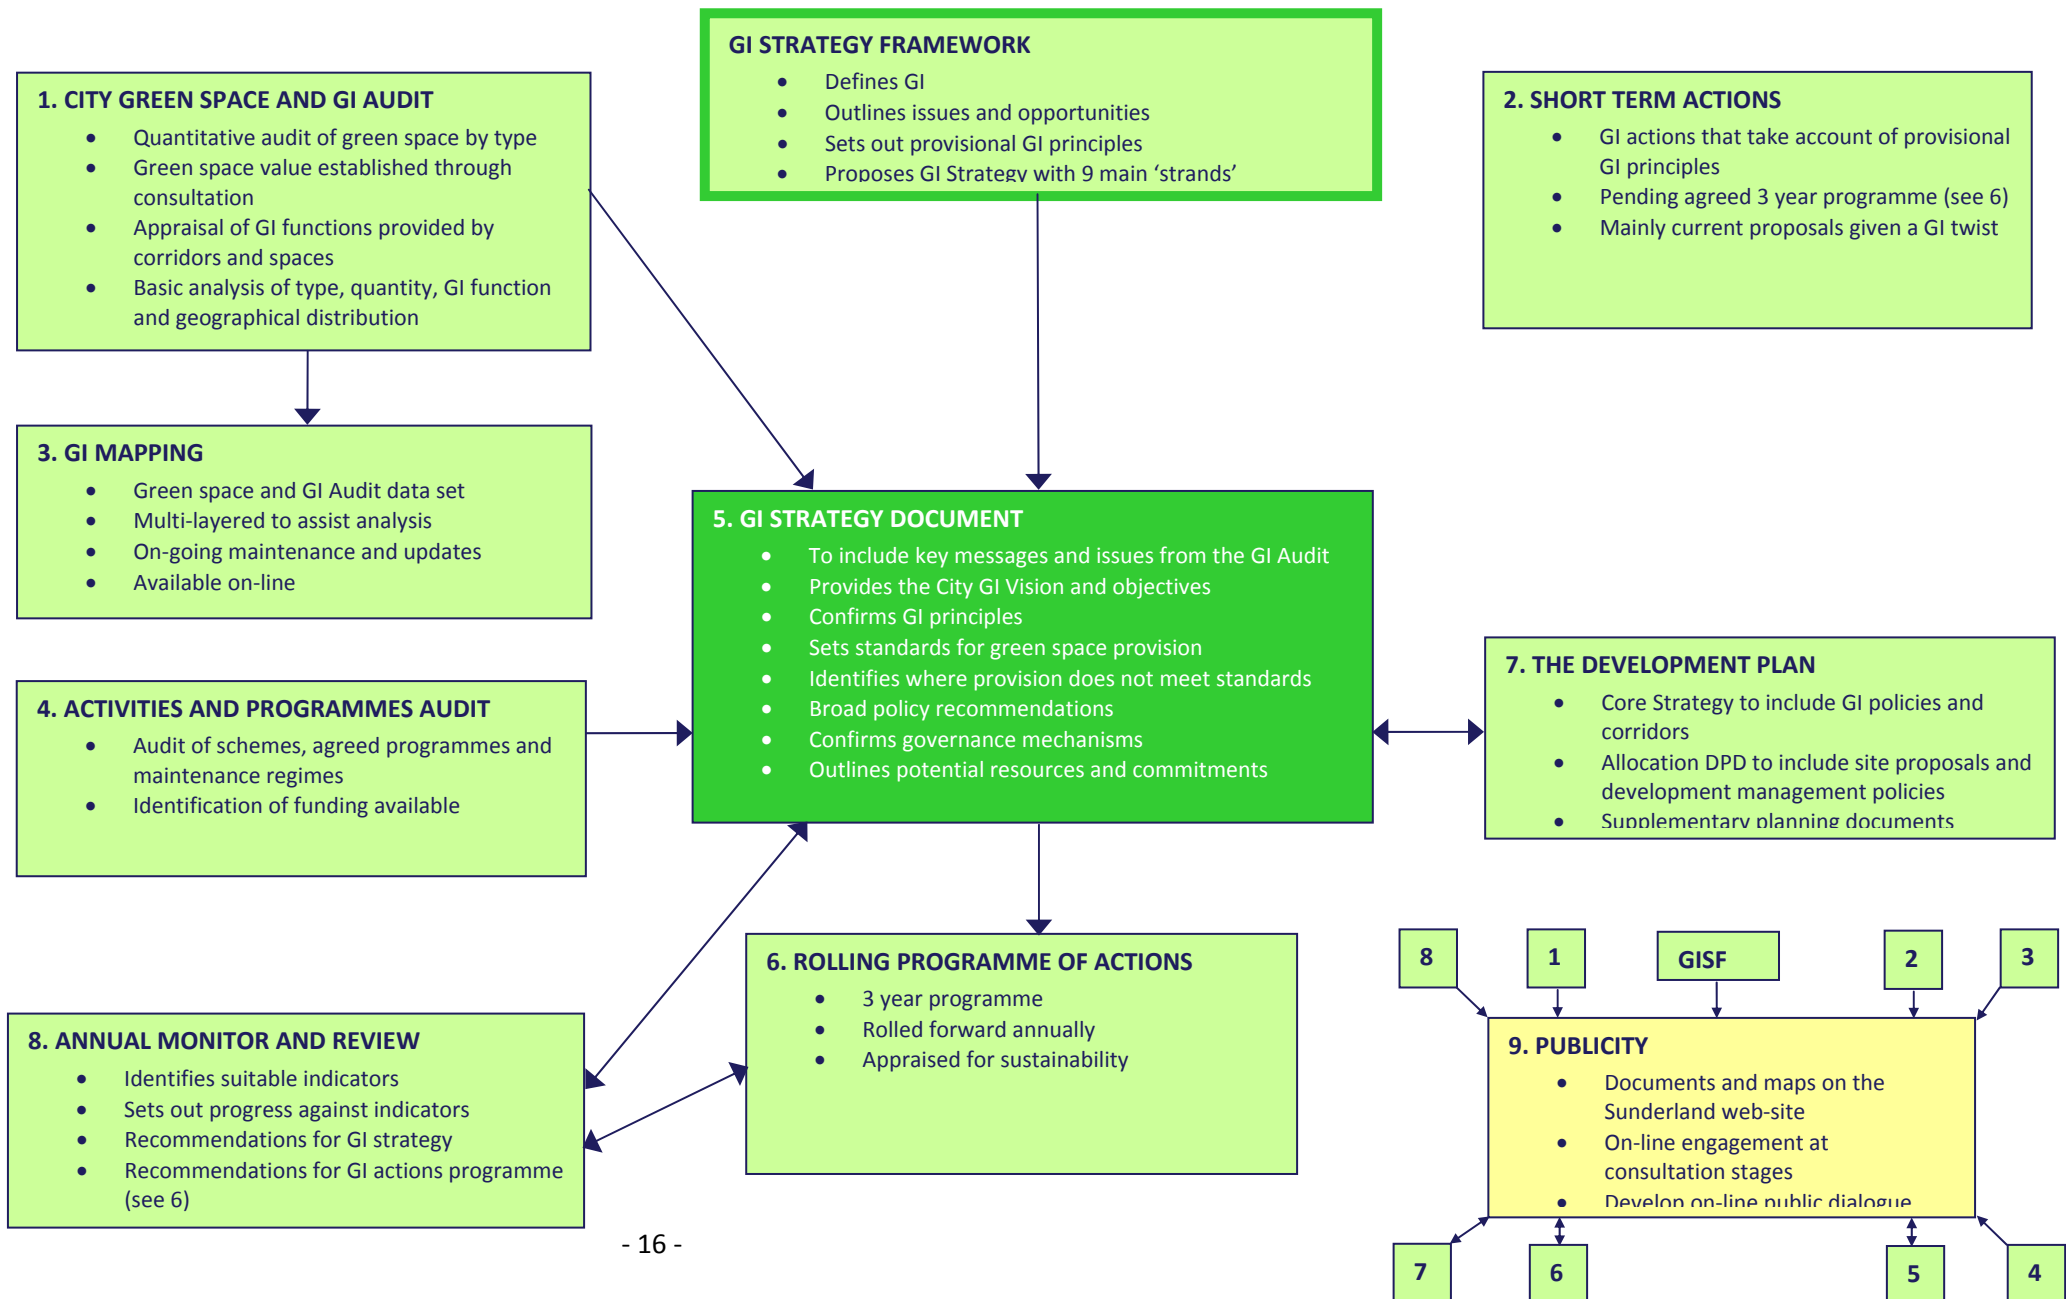 GI STRATEGY FRAMEWORK
• Defines GI
• Outlines issues and opportunities
• Sets out provisional GI principles
• Proposes GI Strategy with 9 main ‘strands’
1. CITY GREEN SPACE AND GI AUDIT
• Quantitative audit of green space by type
• Green space value established through
consultation
• Appraisal of GI functions provided by
corridors and spaces
• Basic analysis of type, quantity, GI function
and geographical distribution
2. SHORT TERM ACTIONS
• GI actions that take account of provisional
GI principles
• Pending agreed 3 year programme (see 6)
• Mainly current proposals given a GI twist
3. GI MAPPING
• Green space and GI Audit data set
• Multi-layered to assist analysis
• On-going maintenance and updates
• Available on-line
4. ACTIVITIES AND PROGRAMMES AUDIT
• Audit of schemes, agreed programmes and
maintenance regimes
• Identification of funding available
5. GI STRATEGY DOCUMENT
• To include key messages and issues from the GI Audit
• Provides the City GI Vision and objectives
• Confirms GI principles
• Sets standards for green space provision
• Identifies where provision does not meet standards
• Broad policy recommendations
• Confirms governance mechanisms
• Outlines potential resources and commitments
7. THE DEVELOPMENT PLAN
• Core Strategy to include GI policies and
corridors
• Allocation DPD to include site proposals and
development management policies
• Supplementary planning documents
6. ROLLING PROGRAMME OF ACTIONS
• 3 year programme
• Rolled forward annually
• Appraised for sustainability
8. ANNUAL MONITOR AND REVIEW
• Identifies suitable indicators
• Sets out progress against indicators
• Recommendations for GI strategy
• Recommendations for GI actions programme
(see 6)
8
1
GISF
2
3
9. PUBLICITY
• Documents and maps on the
Sunderland web-site
• On-line engagement at
consultation stages
• Develop on-line public dialogue
7
6
5
4
- 16 -